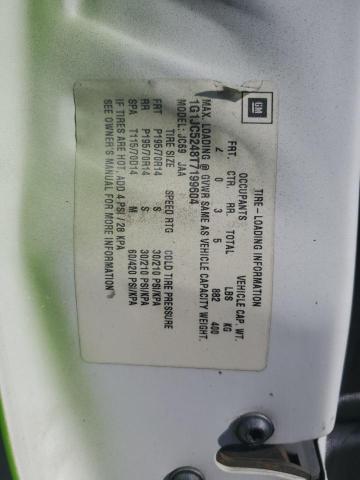 GM
TIRE-LOADING INFORMATION
OCCUPANTS VEHICLE CAP. WT.
FRT. CTR. RR. TOTAL LBS KG
2 0 3 5 882 400
MAX. LOADING @ GVWR SAME AS VEHICLE CAPACITY WEIGHT.
1G1JC5248T7199604
MODEL: JC69 JAA
TIRE SIZE SPEED RTG COLD TIRE PRESSURE
FRT P195/70R14 S 30/210 PSI/KPA
RR P195/70R14 S 30/210 PSI/KPA
SPA T115/70D14 M 60/420 PSI/KPA
IF TIRES ARE HOT, ADD 4 PSI / 28 KPA
SEE OWNER'S MANUAL FOR MORE INFORMATION